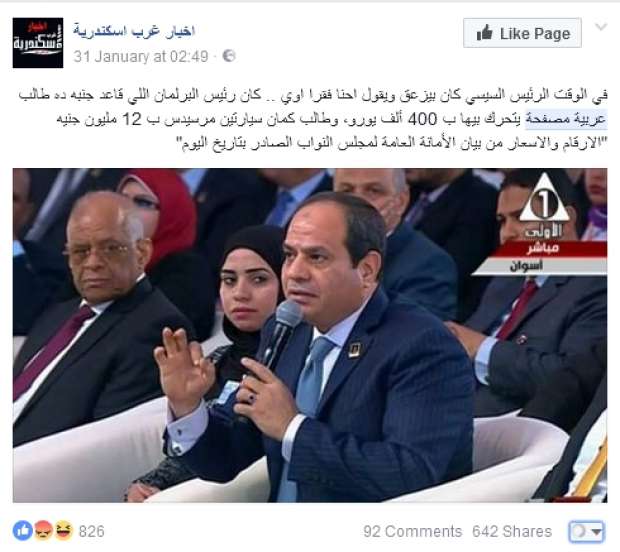 اخبار غرب اسكندرية
31 January at 02:49 ·
Like Page
في الوقت الرئيس السيسي كان بيزعق ويقول احنا فقرا اوي .. كان رئيس البرلمان اللي قاعد جنبه ده طالب
عربية مصفحة يتحرك بيها ب 400 ألف يورو، وطالب كمان سيارتين مرسيدس ب 12 مليون جنيه
"الارقام والاسعار من بيان الأمانة العامة لمجلس النواب الصادر بتاريخ اليوم"
1
الأولى
مباشر
أسوان
826
92 Comments 642 Shares